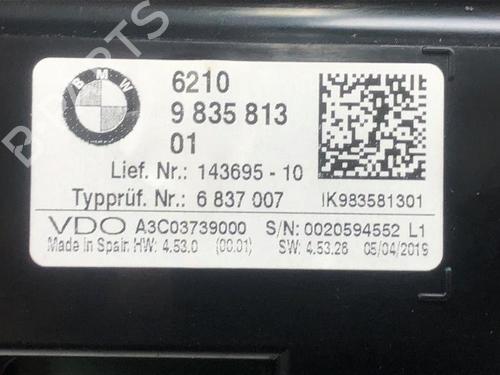 BMW
6210
9 835 813
01
Lief. Nr.: 143695 - 10
Typprüf. Nr.: 6 837 007 IK983581301
VDO A3C03739000 S/N: 0020594552 L1
Made in Spain HW: 4.53.0 (00.01) SW: 4.53.28 05/04/2019